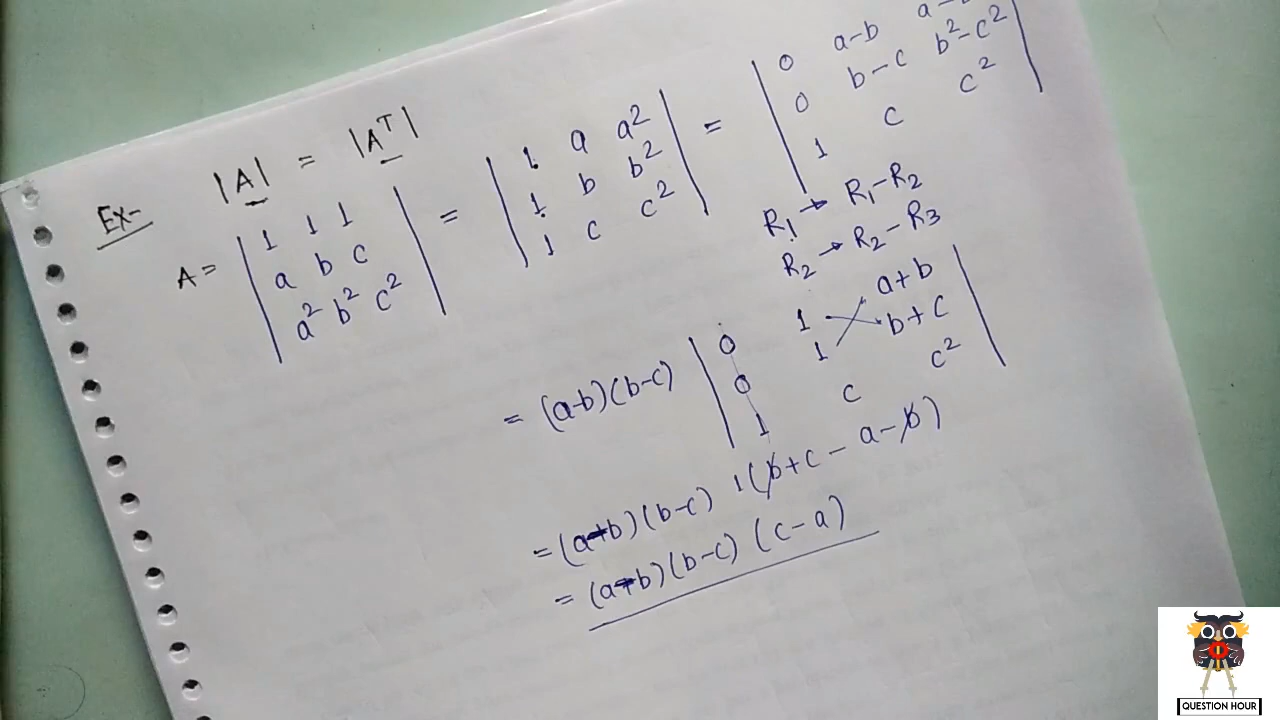 |A| = |Aᵀ|
Ex-
A = | 1 1 1 | = | 1 a a² | = | 0 a-b
| a b c | | 1 b b² | | 0 b-c b²-c² |
| a² b² c² | | 1 c c² | | 1 c c² |
R₁ → R₁-R₂
R₂ → R₂-R₃
= (a-b)(b-c) | 0 1 a+b |
| 0 1 b+c |
| 1 c c² |
= (a-b)(b-c) 1(b+c-a-b)
= (a-b)(b-c)(c-a)
QUESTION HOUR